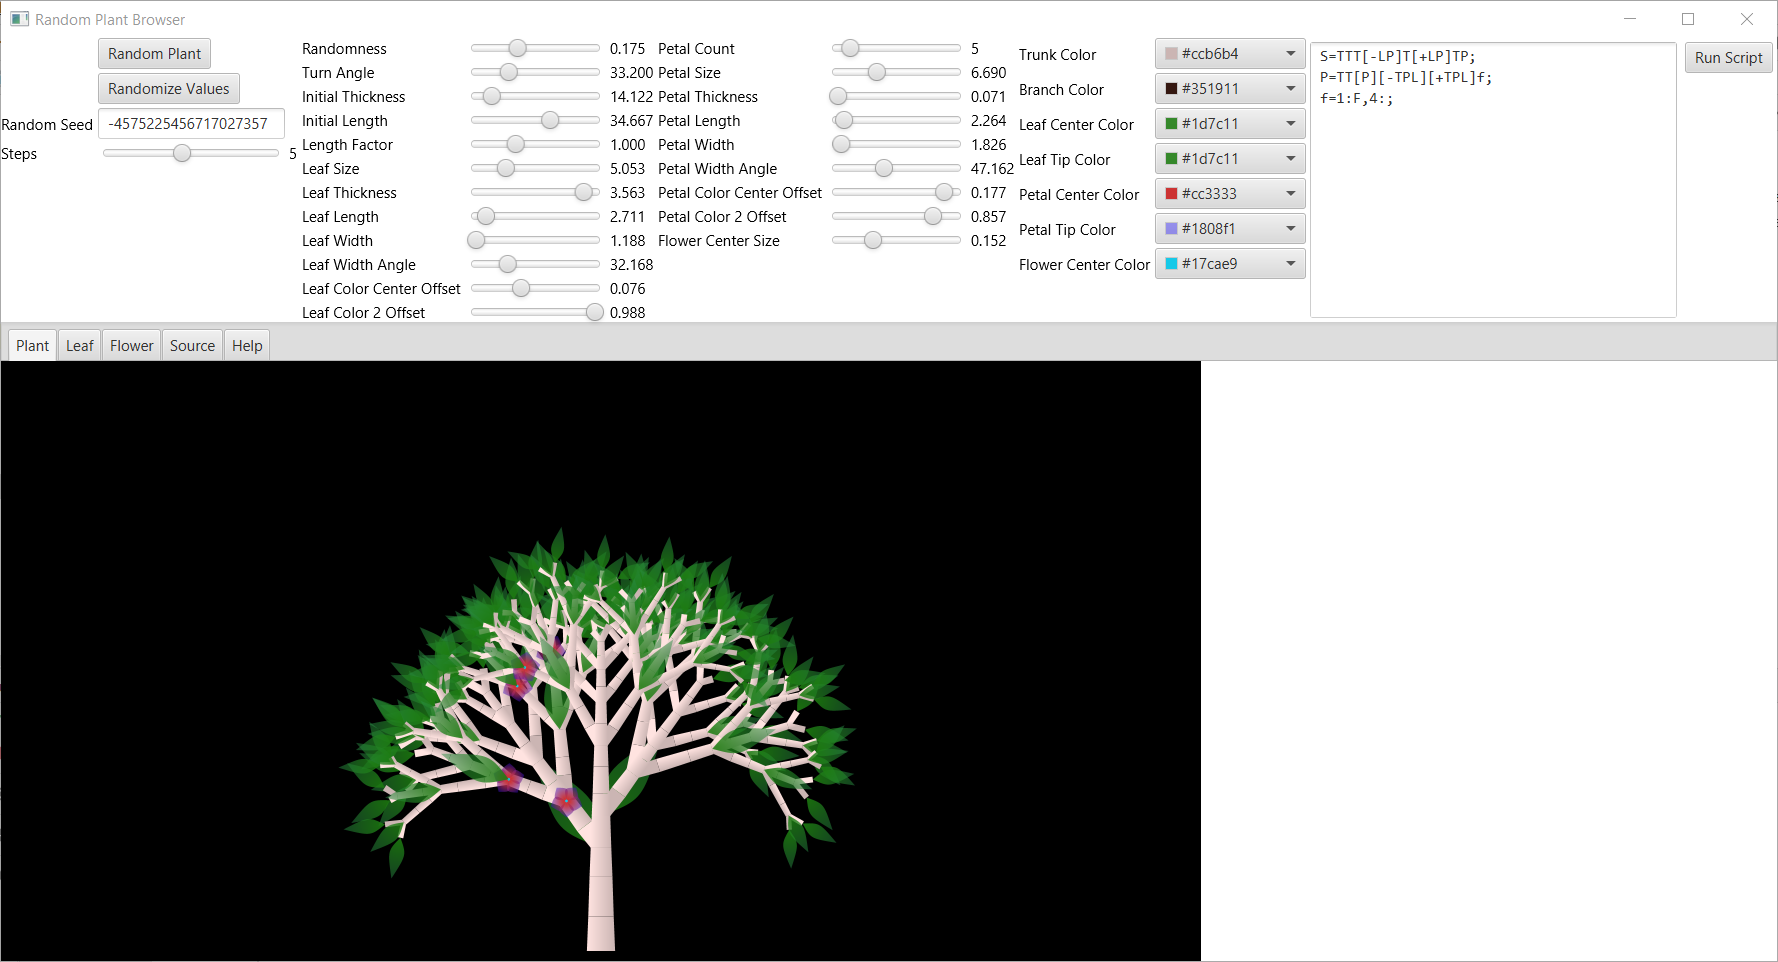 Random Plant Browser
Random Plant
Randomize Values
Random Seed -4575225456717027357
Steps 5
Randomness 0.175
Turn Angle 33.200
Initial Thickness 14.122
Initial Length 34.667
Length Factor 1.000
Leaf Size 5.053
Leaf Thickness 3.563
Leaf Length 2.711
Leaf Width 1.188
Leaf Width Angle 32.168
Leaf Color Center Offset 0.076
Leaf Color 2 Offset 0.988
Petal Count 5
Petal Size 6.690
Petal Thickness 0.071
Petal Length 2.264
Petal Width 1.826
Petal Width Angle 47.162
Petal Color Center Offset 0.177
Petal Color 2 Offset 0.857
Flower Center Size 0.152
Trunk Color #ccb6b4
Branch Color #351911
Leaf Center Color #1d7c11
Leaf Tip Color #1d7c11
Petal Center Color #cc3333
Petal Tip Color #1808f1
Flower Center Color #17cae9
S=TTT[-LP]T[+LP]TP;
P=TT[P][-TPL][+TPL]f;
f=1:F,4:;
Run Script
Plant Leaf Flower Source Help